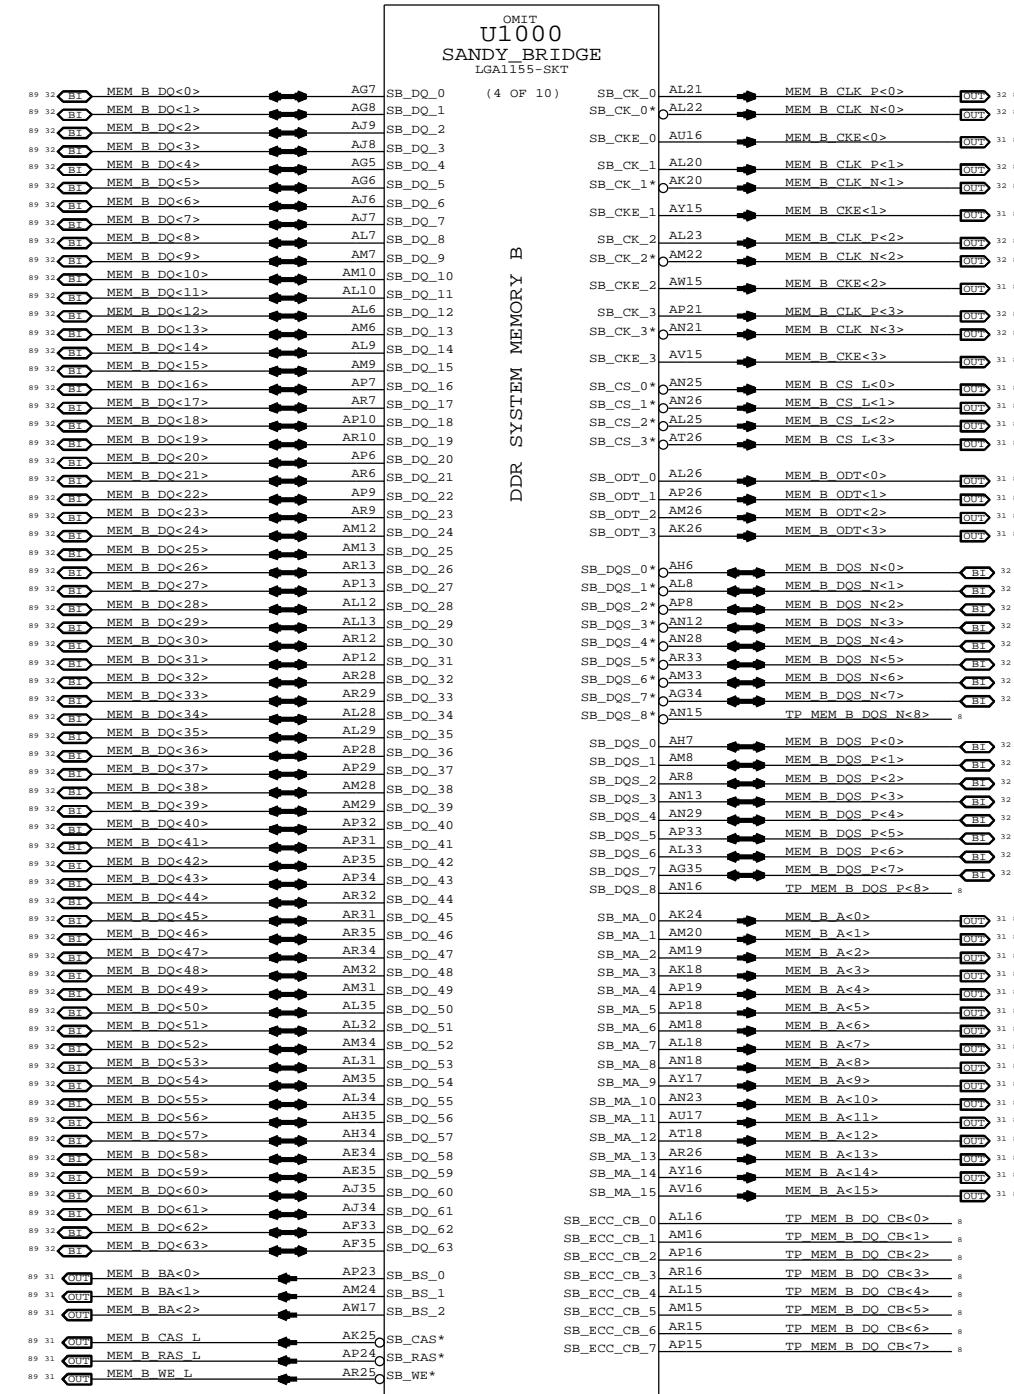 OMIT
U1000
SANDY_BRIDGE
LGA1155-SKT
(4 OF 10)
DDR SYSTEM MEMORY B
89 32 BI MEM_B_DQ<0> AG7 SB_DQ_0
89 32 BI MEM_B_DQ<1> AG8 SB_DQ_1
89 32 BI MEM_B_DQ<2> AJ9 SB_DQ_2
89 32 BI MEM_B_DQ<3> AJ8 SB_DQ_3
89 32 BI MEM_B_DQ<4> AG5 SB_DQ_4
89 32 BI MEM_B_DQ<5> AG6 SB_DQ_5
89 32 BI MEM_B_DQ<6> AJ6 SB_DQ_6
89 32 BI MEM_B_DQ<7> AJ7 SB_DQ_7
89 32 BI MEM_B_DQ<8> AL7 SB_DQ_8
89 32 BI MEM_B_DQ<9> AM7 SB_DQ_9
89 32 BI MEM_B_DQ<10> AM10 SB_DQ_10
89 32 BI MEM_B_DQ<11> AL10 SB_DQ_11
89 32 BI MEM_B_DQ<12> AL6 SB_DQ_12
89 32 BI MEM_B_DQ<13> AM6 SB_DQ_13
89 32 BI MEM_B_DQ<14> AL9 SB_DQ_14
89 32 BI MEM_B_DQ<15> AM9 SB_DQ_15
89 32 BI MEM_B_DQ<16> AP7 SB_DQ_16
89 32 BI MEM_B_DQ<17> AR7 SB_DQ_17
89 32 BI MEM_B_DQ<18> AP10 SB_DQ_18
89 32 BI MEM_B_DQ<19> AR10 SB_DQ_19
89 32 BI MEM_B_DQ<20> AP6 SB_DQ_20
89 32 BI MEM_B_DQ<21> AR6 SB_DQ_21
89 32 BI MEM_B_DQ<22> AP9 SB_DQ_22
89 32 BI MEM_B_DQ<23> AR9 SB_DQ_23
89 32 BI MEM_B_DQ<24> AM12 SB_DQ_24
89 32 BI MEM_B_DQ<25> AM13 SB_DQ_25
89 32 BI MEM_B_DQ<26> AR13 SB_DQ_26
89 32 BI MEM_B_DQ<27> AP13 SB_DQ_27
89 32 BI MEM_B_DQ<28> AL12 SB_DQ_28
89 32 BI MEM_B_DQ<29> AL13 SB_DQ_29
89 32 BI MEM_B_DQ<30> AR12 SB_DQ_30
89 32 BI MEM_B_DQ<31> AP12 SB_DQ_31
89 32 BI MEM_B_DQ<32> AR28 SB_DQ_32
89 32 BI MEM_B_DQ<33> AR29 SB_DQ_33
89 32 BI MEM_B_DQ<34> AL28 SB_DQ_34
89 32 BI MEM_B_DQ<35> AL29 SB_DQ_35
89 32 BI MEM_B_DQ<36> AP28 SB_DQ_36
89 32 BI MEM_B_DQ<37> AP29 SB_DQ_37
89 32 BI MEM_B_DQ<38> AM28 SB_DQ_38
89 32 BI MEM_B_DQ<39> AM29 SB_DQ_39
89 32 BI MEM_B_DQ<40> AP32 SB_DQ_40
89 32 BI MEM_B_DQ<41> AP31 SB_DQ_41
89 32 BI MEM_B_DQ<42> AP35 SB_DQ_42
89 32 BI MEM_B_DQ<43> AP34 SB_DQ_43
89 32 BI MEM_B_DQ<44> AR32 SB_DQ_44
89 32 BI MEM_B_DQ<45> AR31 SB_DQ_45
89 32 BI MEM_B_DQ<46> AR35 SB_DQ_46
89 32 BI MEM_B_DQ<47> AR34 SB_DQ_47
89 32 BI MEM_B_DQ<48> AM32 SB_DQ_48
89 32 BI MEM_B_DQ<49> AM31 SB_DQ_49
89 32 BI MEM_B_DQ<50> AL35 SB_DQ_50
89 32 BI MEM_B_DQ<51> AL32 SB_DQ_51
89 32 BI MEM_B_DQ<52> AM34 SB_DQ_52
89 32 BI MEM_B_DQ<53> AL31 SB_DQ_53
89 32 BI MEM_B_DQ<54> AM35 SB_DQ_54
89 32 BI MEM_B_DQ<55> AL34 SB_DQ_55
89 32 BI MEM_B_DQ<56> AH35 SB_DQ_56
89 32 BI MEM_B_DQ<57> AH34 SB_DQ_57
89 32 BI MEM_B_DQ<58> AE34 SB_DQ_58
89 32 BI MEM_B_DQ<59> AE35 SB_DQ_59
89 32 BI MEM_B_DQ<60> AJ35 SB_DQ_60
89 32 BI MEM_B_DQ<61> AJ34 SB_DQ_61
89 32 BI MEM_B_DQ<62> AF33 SB_DQ_62
89 32 BI MEM_B_DQ<63> AF35 SB_DQ_63
89 31 OUT MEM_B_BA<0> AP23 SB_BS_0
89 31 OUT MEM_B_BA<1> AM24 SB_BS_1
89 31 OUT MEM_B_BA<2> AW17 SB_BS_2
89 31 OUT MEM_B_CAS_L AK25 SB_CAS*
89 31 OUT MEM_B_RAS_L AP24 SB_RAS*
89 31 OUT MEM_B_WE_L AR25 SB_WE*
SB_CK_0 AL21 MEM_B_CLK_P<0> OUT 32
SB_CK_0* AL22 MEM_B_CLK_N<0> OUT 32
SB_CKE_0 AU16 MEM_B_CKE<0> OUT 31
SB_CK_1 AL20 MEM_B_CLK_P<1> OUT 32
SB_CK_1* AK20 MEM_B_CLK_N<1> OUT 32
SB_CKE_1 AY15 MEM_B_CKE<1> OUT 31
SB_CK_2 AL23 MEM_B_CLK_P<2> OUT 32
SB_CK_2* AM22 MEM_B_CLK_N<2> OUT 32
SB_CKE_2 AW15 MEM_B_CKE<2> OUT 31
SB_CK_3 AP21 MEM_B_CLK_P<3> OUT 32
SB_CK_3* AN21 MEM_B_CLK_N<3> OUT 32
SB_CKE_3 AV15 MEM_B_CKE<3> OUT 31
SB_CS_0* AN25 MEM_B_CS_L<0> OUT 31
SB_CS_1* AN26 MEM_B_CS_L<1> OUT 31
SB_CS_2* AL25 MEM_B_CS_L<2> OUT 31
SB_CS_3* AT26 MEM_B_CS_L<3> OUT 31
SB_ODT_0 AL26 MEM_B_ODT<0> OUT 31
SB_ODT_1 AP26 MEM_B_ODT<1> OUT 31
SB_ODT_2 AM26 MEM_B_ODT<2> OUT 31
SB_ODT_3 AK26 MEM_B_ODT<3> OUT 31
SB_DQS_0* AH6 MEM_B_DQS_N<0> BI 32
SB_DQS_1* AL8 MEM_B_DQS_N<1> BI 32
SB_DQS_2* AP8 MEM_B_DQS_N<2> BI 32
SB_DQS_3* AN12 MEM_B_DQS_N<3> BI 32
SB_DQS_4* AN28 MEM_B_DQS_N<4> BI 32
SB_DQS_5* AR33 MEM_B_DQS_N<5> BI 32
SB_DQS_6* AM33 MEM_B_DQS_N<6> BI 32
SB_DQS_7* AG34 MEM_B_DQS_N<7> BI 32
SB_DQS_8* AN15 TP_MEM_B_DQS_N<8> 8
SB_DQS_0 AH7 MEM_B_DQS_P<0> BI 32
SB_DQS_1 AM8 MEM_B_DQS_P<1> BI 32
SB_DQS_2 AR8 MEM_B_DQS_P<2> BI 32
SB_DQS_3 AN13 MEM_B_DQS_P<3> BI 32
SB_DQS_4 AN29 MEM_B_DQS_P<4> BI 32
SB_DQS_5 AP33 MEM_B_DQS_P<5> BI 32
SB_DQS_6 AL33 MEM_B_DQS_P<6> BI 32
SB_DQS_7 AG35 MEM_B_DQS_P<7> BI 32
SB_DQS_8 AN16 TP_MEM_B_DQS_P<8> 8
SB_MA_0 AK24 MEM_B_A<0> OUT 31
SB_MA_1 AM20 MEM_B_A<1> OUT 31
SB_MA_2 AM19 MEM_B_A<2> OUT 31
SB_MA_3 AK18 MEM_B_A<3> OUT 31
SB_MA_4 AP19 MEM_B_A<4> OUT 31
SB_MA_5 AP18 MEM_B_A<5> OUT 31
SB_MA_6 AM18 MEM_B_A<6> OUT 31
SB_MA_7 AL18 MEM_B_A<7> OUT 31
SB_MA_8 AN18 MEM_B_A<8> OUT 31
SB_MA_9 AY17 MEM_B_A<9> OUT 31
SB_MA_10 AN23 MEM_B_A<10> OUT 31
SB_MA_11 AU17 MEM_B_A<11> OUT 31
SB_MA_12 AT18 MEM_B_A<12> OUT 31
SB_MA_13 AR26 MEM_B_A<13> OUT 31
SB_MA_14 AY16 MEM_B_A<14> OUT 31
SB_MA_15 AV16 MEM_B_A<15> OUT 31
SB_ECC_CB_0 AL16 TP_MEM_B_DQ_CB<0> 8
SB_ECC_CB_1 AM16 TP_MEM_B_DQ_CB<1> 8
SB_ECC_CB_2 AP16 TP_MEM_B_DQ_CB<2> 8
SB_ECC_CB_3 AR16 TP_MEM_B_DQ_CB<3> 8
SB_ECC_CB_4 AL15 TP_MEM_B_DQ_CB<4> 8
SB_ECC_CB_5 AM15 TP_MEM_B_DQ_CB<5> 8
SB_ECC_CB_6 AR15 TP_MEM_B_DQ_CB<6> 8
SB_ECC_CB_7 AP15 TP_MEM_B_DQ_CB<7> 8